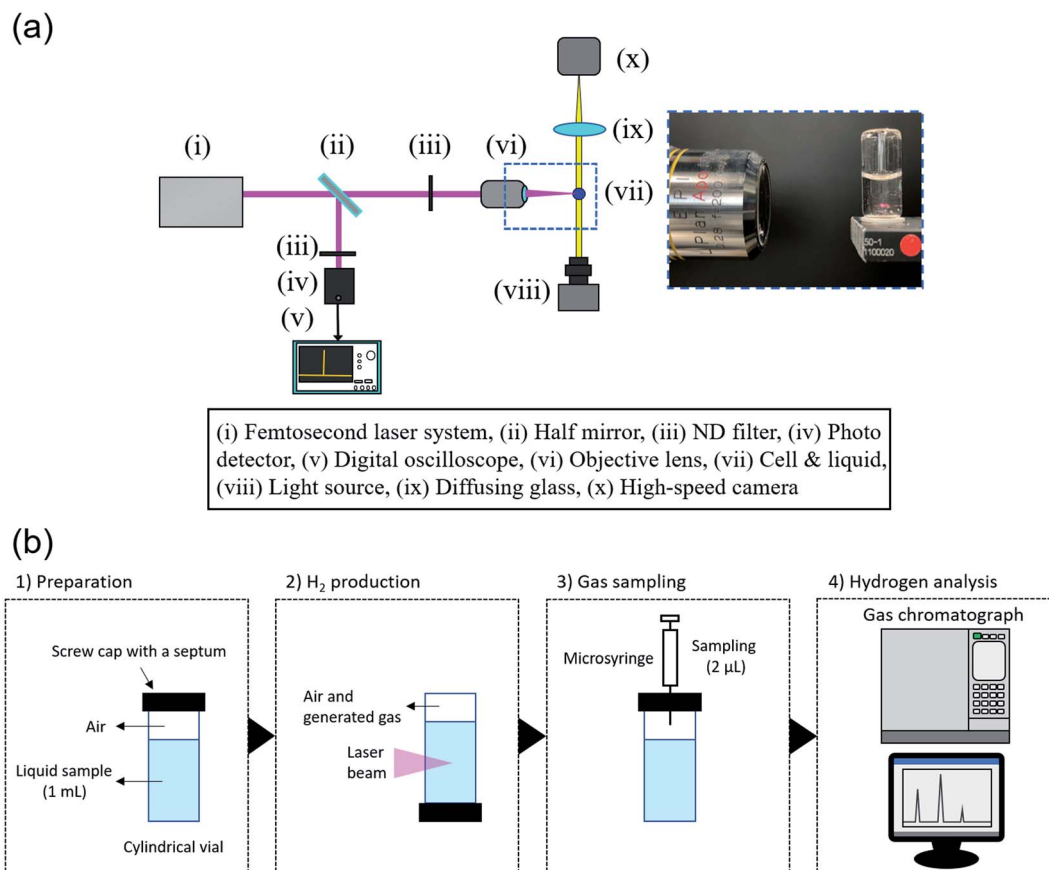 (a)
(x)
(i)
(ii)
(iii)
(vi)
(ix)
(vii)
(iii)
(iv)
(viii)
(v)
50-1
1100020
(i) Femtosecond laser system, (ii) Half mirror, (iii) ND filter, (iv) Photo
detector, (v) Digital oscilloscope, (vi) Objective lens, (vii) Cell & liquid,
(viii) Light source, (ix) Diffusing glass, (x) High-speed camera
(b)
1) Preparation
Screw cap with a septum
Air
Liquid sample
(1 mL)
Cylindrical vial
2) H₂ production
Air and
generated gas
Laser
beam
3) Gas sampling
Microsyringe
Sampling
(2 µL)
4) Hydrogen analysis
Gas chromatograph